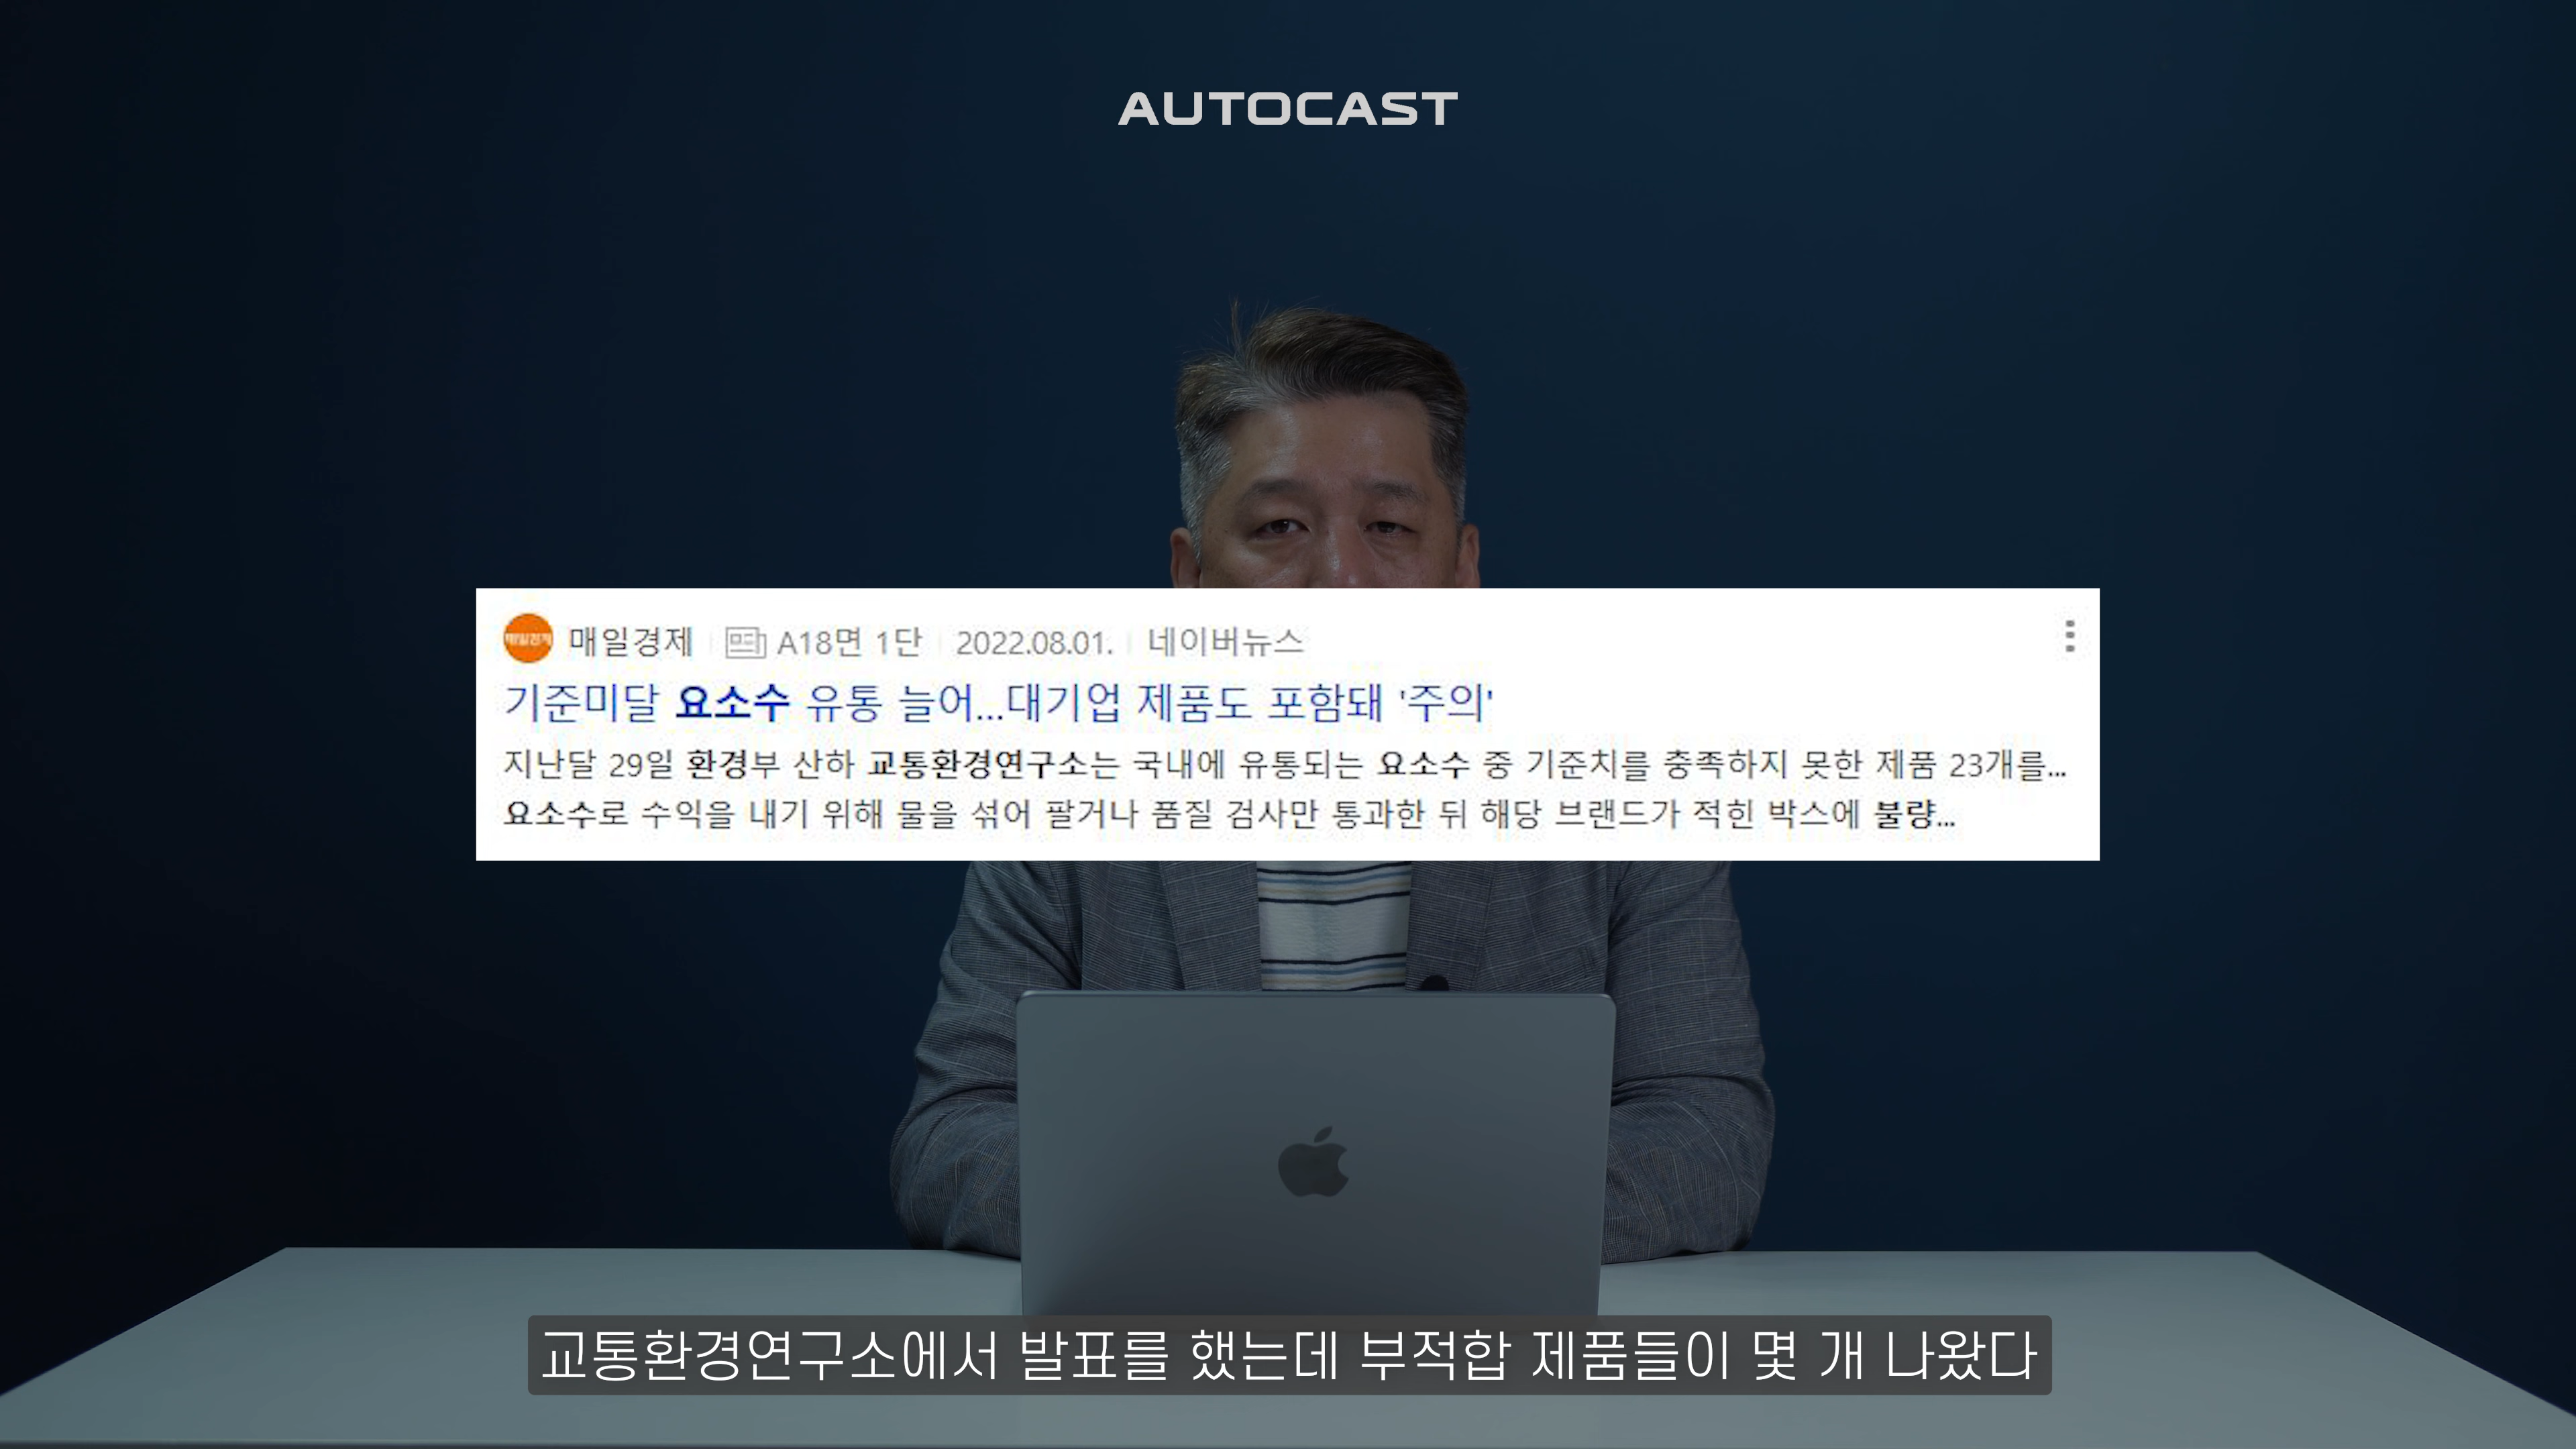 AUTOCAST
매일경제 매일경제 A18면 1단 2022.08.01. 네이버뉴스
기준미달 요소수 유통 늘어...대기업 제품도 포함돼 '주의'
지난달 29일 환경부 산하 교통환경연구소는 국내에 유통되는 요소수 중 기준치를 충족하지 못한 제품 23개를...
요소수로 수익을 내기 위해 물을 섞어 팔거나 품질 검사만 통과한 뒤 해당 브랜드가 적힌 박스에 불량...
교통환경연구소에서 발표를 했는데 부적합 제품들이 몇 개 나왔다